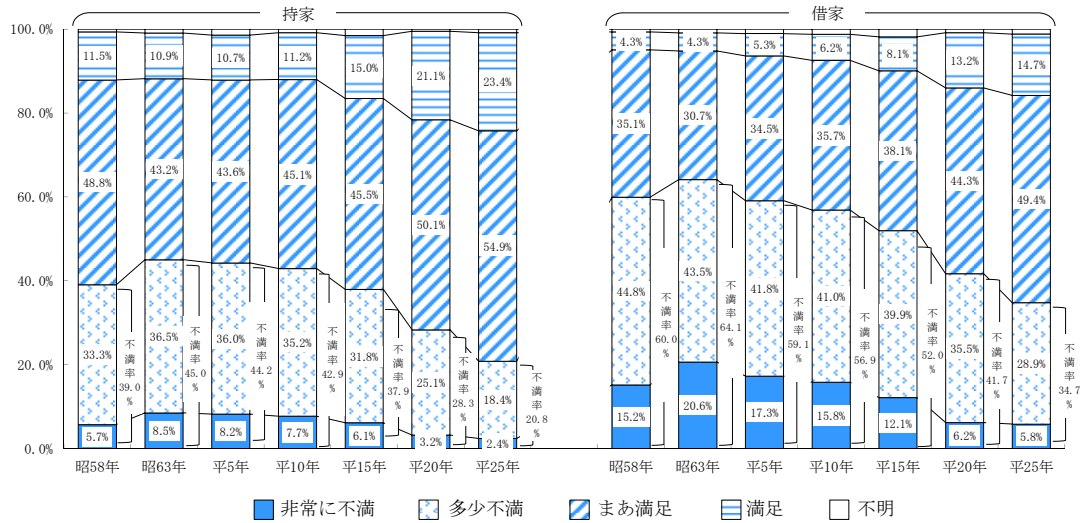 持家
借家
100.0%
80.0%
60.0%
40.0%
20.0%
0.0%
11.5%
10.9%
10.7%
11.2%
15.0%
21.1%
23.4%
48.8%
43.2%
43.6%
45.1%
45.5%
50.1%
54.9%
33.3%
36.5%
36.0%
35.2%
31.8%
25.1%
18.4%
5.7%
8.5%
8.2%
7.7%
6.1%
3.2%
2.4%
不満率39.0%
不満率45.0%
不満率44.2%
不満率42.9%
不満率37.9%
不満率28.3%
不満率20.8%
昭58年
昭63年
平5年
平10年
平15年
平20年
平25年
4.3%
4.3%
5.3%
6.2%
8.1%
13.2%
14.7%
35.1%
30.7%
34.5%
35.7%
38.1%
44.3%
49.4%
44.8%
43.5%
41.8%
41.0%
39.9%
35.5%
28.9%
15.2%
20.6%
17.3%
15.8%
12.1%
6.2%
5.8%
不満率60.0%
不満率64.1%
不満率59.1%
不満率56.9%
不満率52.0%
不満率41.7%
不満率34.7%
昭58年
昭63年
平5年
平10年
平15年
平20年
平25年
非常に不満
多少不満
まあ満足
満足
不明